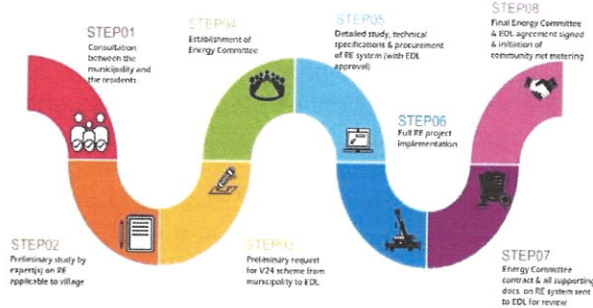 STEP01
Consultation
between the
municipality and
the residents
STEP02
Preliminary study by
expert(s) on RE
applicable to village
STEP03
Preliminary request
for V24 scheme from
municipality to EDL
STEP04
Establishment of
Energy Committee
STEP05
Detailed study, technical
specifications & procurement
of RE system (with EDL
approval)
STEP06
Full RE project
implementation
STEP07
Energy Committee
contract & all supporting
docs. on RE system sent
to EDL for review
STEP08
Final Energy Committee
& EDL agreement signed
& initiation of
community net metering